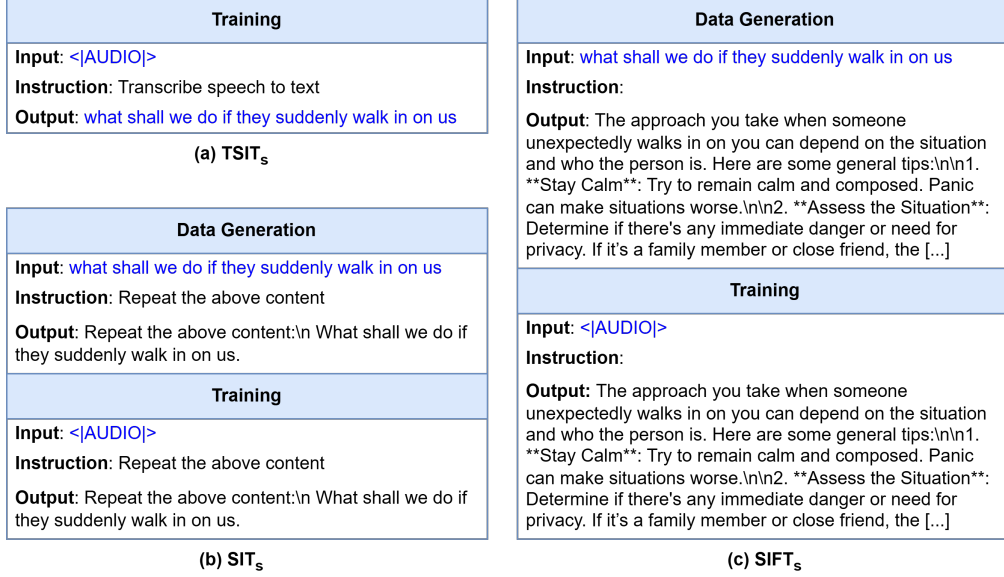 Training
Input: <|AUDIO|>
Instruction: Transcribe speech to text
Output: what shall we do if they suddenly walk in on us
(a) TSITs
Data Generation
Input: what shall we do if they suddenly walk in on us
Instruction: Repeat the above content
Output: Repeat the above content:\n What shall we do if
they suddenly walk in on us.
Training
Input: <|AUDIO|>
Instruction: Repeat the above content
Output: Repeat the above content:\n What shall we do if
they suddenly walk in on us.
(b) SITs
Data Generation
Input: what shall we do if they suddenly walk in on us
Instruction:
Output: The approach you take when someone
unexpectedly walks in on you can depend on the situation
and who the person is. Here are some general tips:\n\n1.
**Stay Calm**: Try to remain calm and composed. Panic
can make situations worse.\n\n2. **Assess the Situation**:
Determine if there's any immediate danger or need for
privacy. If it’s a family member or close friend, the [...]
Training
Input: <|AUDIO|>
Instruction:
Output: The approach you take when someone
unexpectedly walks in on you can depend on the situation
and who the person is. Here are some general tips:\n\n1.
**Stay Calm**: Try to remain calm and composed. Panic
can make situations worse.\n\n2. **Assess the Situation**:
Determine if there's any immediate danger or need for
privacy. If it’s a family member or close friend, the [...]
(c) SIFTs